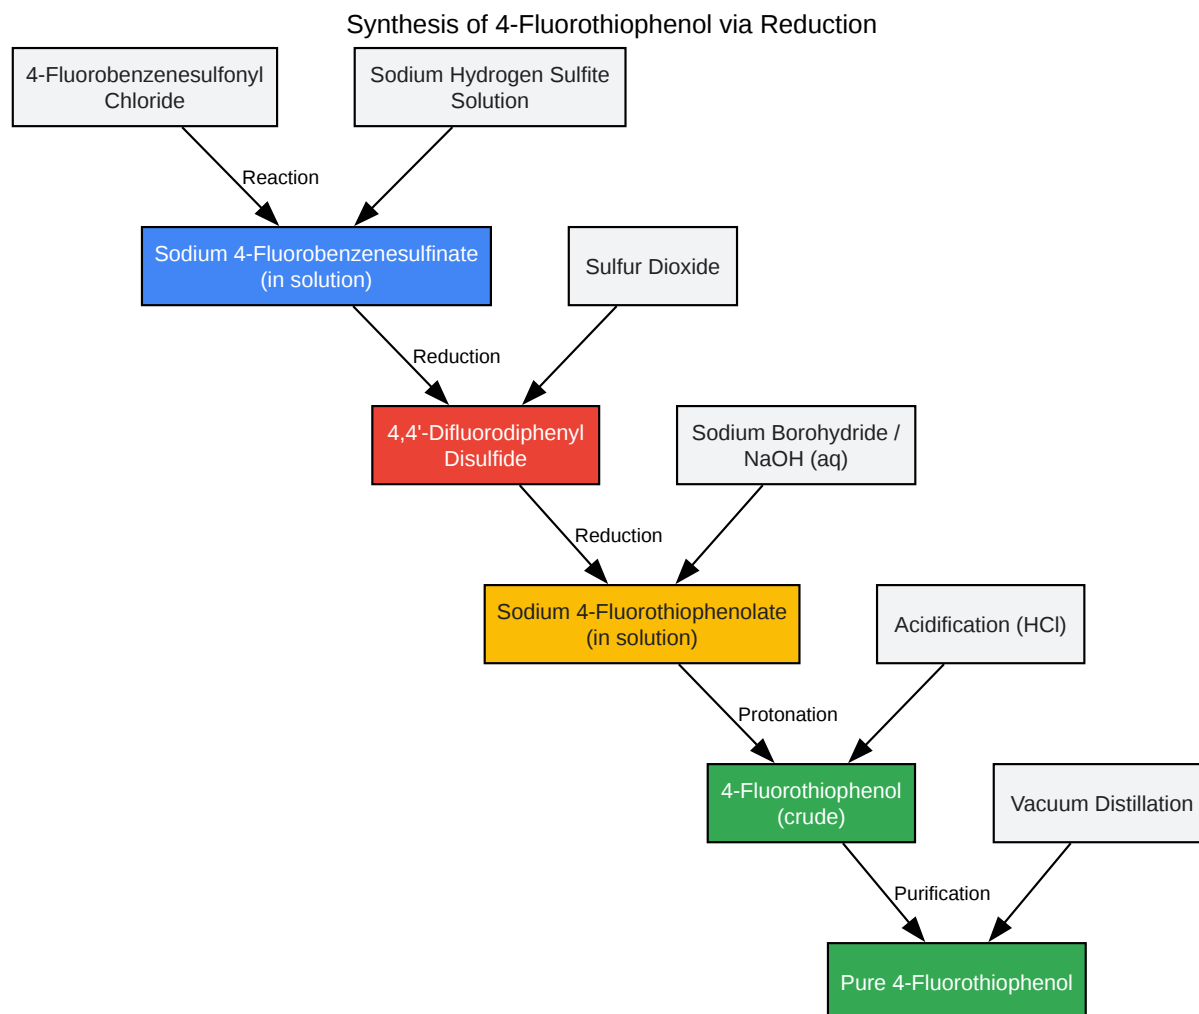 Synthesis of 4-Fluorothiophenol via Reduction
4-Fluorobenzenesulfonyl
Chloride
Sodium Hydrogen Sulfite
Solution
Reaction
Sodium 4-Fluorobenzenesulfinate
(in solution)
Sulfur Dioxide
Reduction
4,4'-Difluorodiphenyl
Disulfide
Sodium Borohydride /
NaOH (aq)
Reduction
Sodium 4-Fluorothiophenolate
(in solution)
Acidification (HCl)
Protonation
4-Fluorothiophenol
(crude)
Vacuum Distillation
Purification
Pure 4-Fluorothiophenol